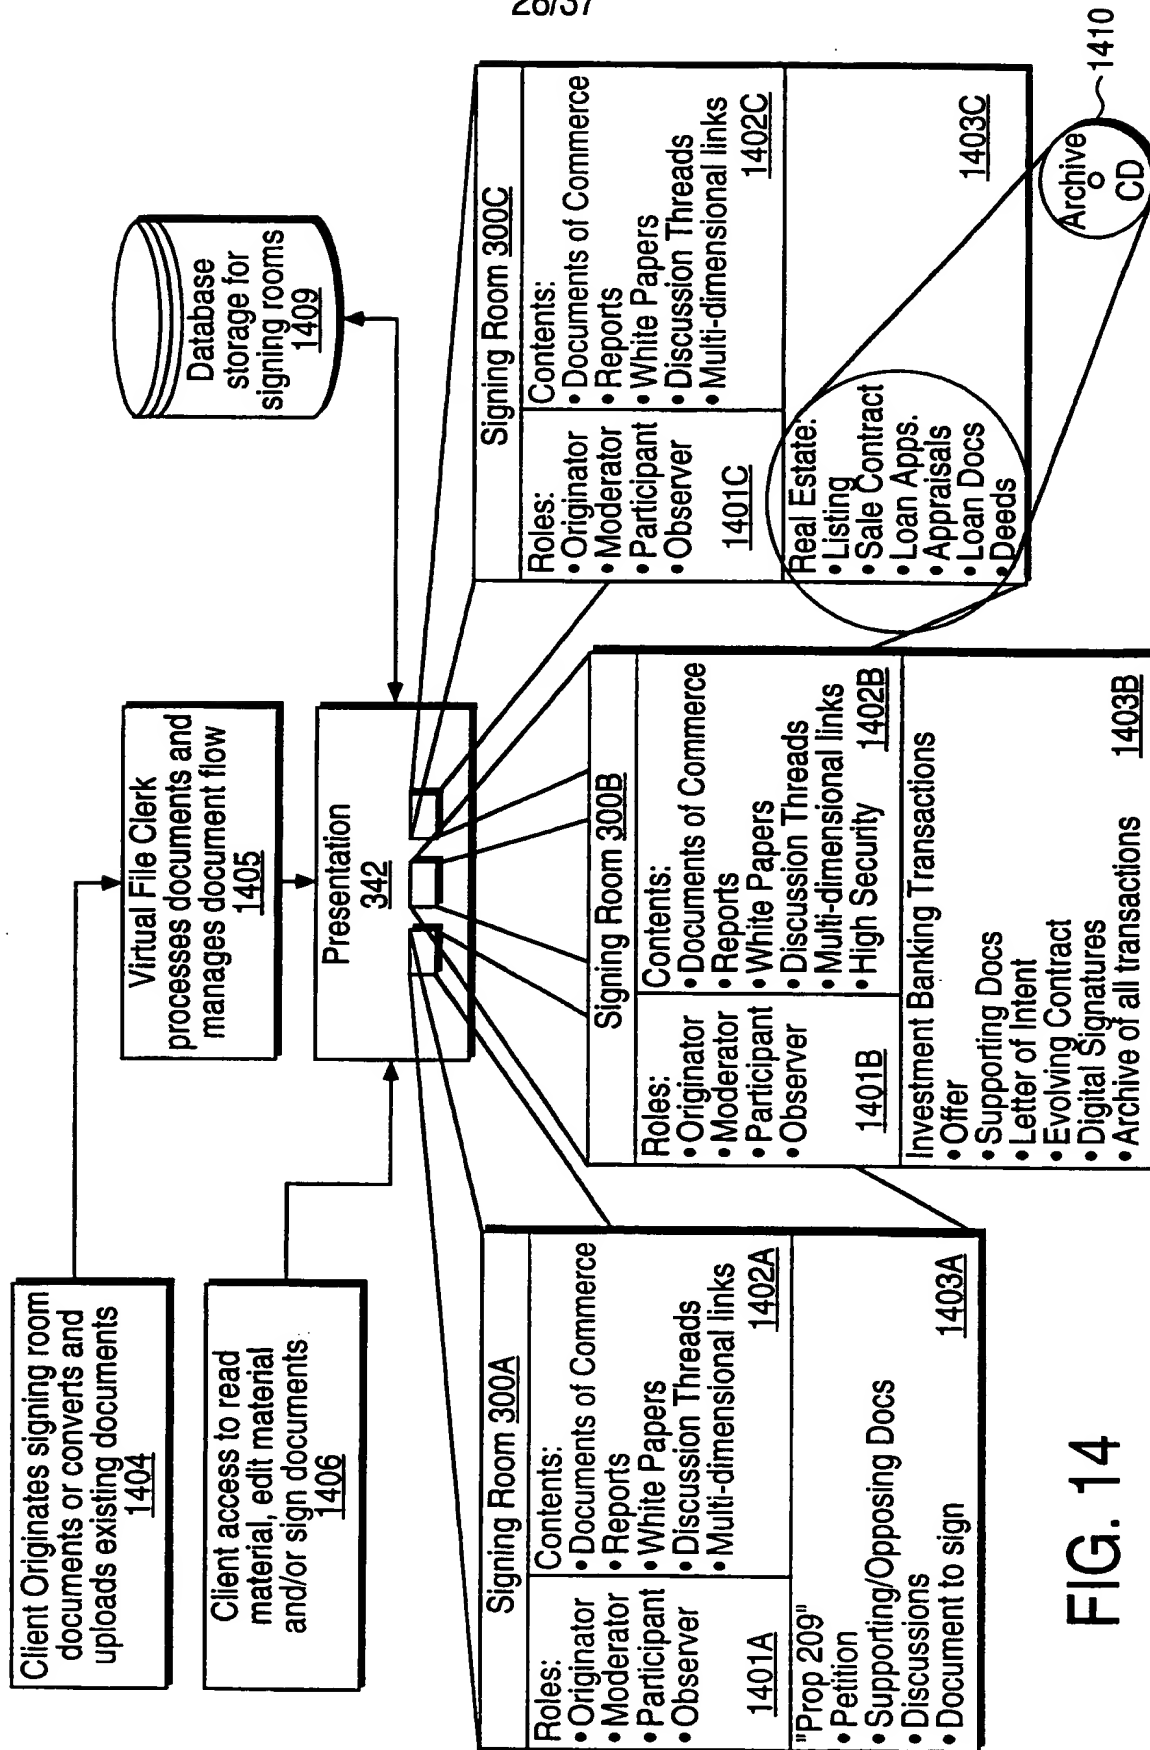 26/37
Client Originates signing room
documents or converts and
uploads existing documents
1404
Client access to read
material, edit material
and/or sign documents
1406
Virtual File Clerk
processes documents and
manages document flow
1405
Presentation
342
Database
storage for
signing rooms
1409
Signing Room 300A
Roles:
• Originator
• Moderator
• Participant
• Observer
1401A
Contents:
• Documents of Commerce
• Reports
• White Papers
• Discussion Threads
• Multi-dimensional links
1402A
"Prop 209"
• Petition
• Supporting/Opposing Docs
• Discussions
• Document to sign
1403A
Signing Room 300B
Roles:
• Originator
• Moderator
• Participant
• Observer
1401B
Contents:
• Documents of Commerce
• Reports
• White Papers
• Discussion Threads
• Multi-dimensional links
• High Security 1402B
Investment Banking Transactions
• Offer
• Supporting Docs
• Letter of Intent
• Evolving Contract
• Digital Signatures
• Archive of all transactions
1403B
Signing Room 300C
Roles:
• Originator
• Moderator
• Participant
• Observer
1401C
Contents:
• Documents of Commerce
• Reports
• White Papers
• Discussion Threads
• Multi-dimensional links
1402C
Real Estate:
• Listing
• Sale Contract
• Loan Apps.
• Appraisals
• Loan Docs
• Deeds
1403C
Archive
CD
1410
FIG. 14